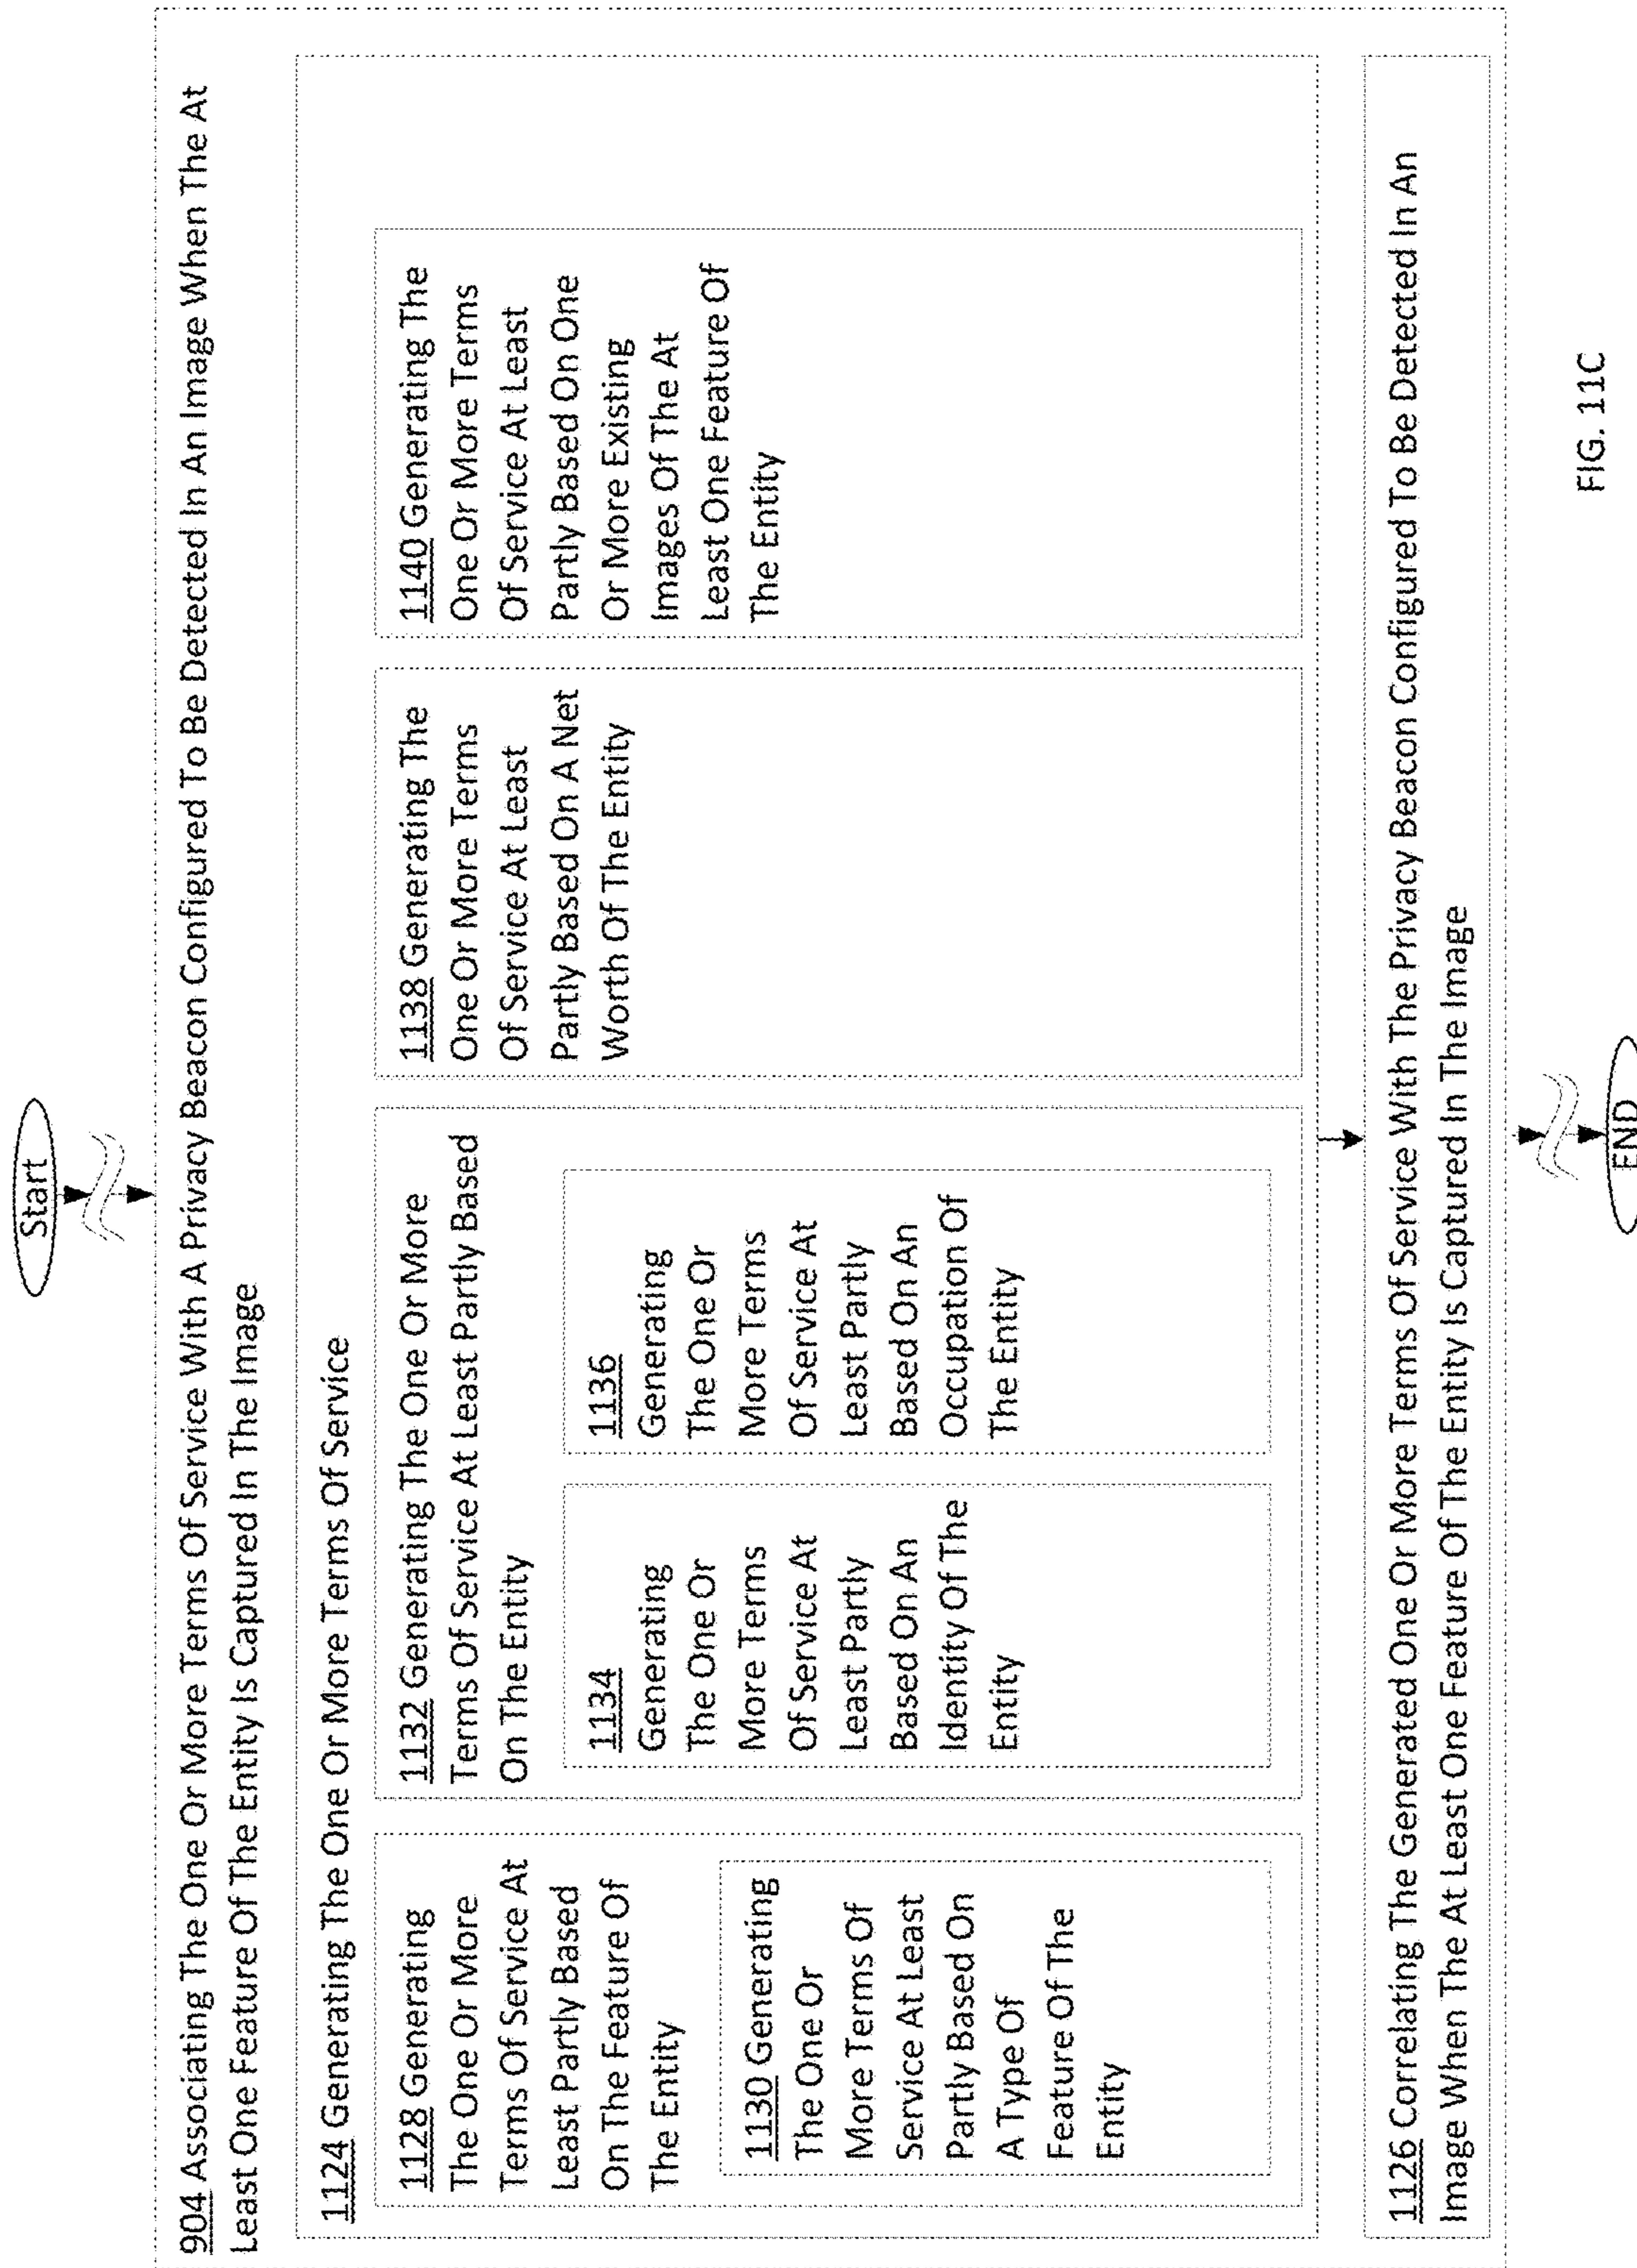 Start
904 Associating The One Or More Terms Of Service With A Privacy Beacon Configured To Be Detected In An Image When The At
Least One Feature Of The Entity Is Captured In The Image
1124 Generating The One Or More Terms Of Service
1128 Generating
The One Or More
Terms Of Service At
Least Partly Based
On The Feature Of
The Entity
1130 Generating
The One Or
More Terms Of
Service At Least
Partly Based On
A Type Of
Feature Of The
Entity
1132 Generating The One Or More
Terms Of Service At Least Partly Based
On The Entity
1134
Generating
The One Or
More Terms
Of Service At
Least Partly
Based On An
Identity Of The
Entity
1136
Generating
The One Or
More Terms
Of Service At
Least Partly
Based On An
Occupation Of
The Entity
1138 Generating The
One Or More Terms
Of Service At Least
Partly Based On A Net
Worth Of The Entity
1140 Generating The
One Or More Terms
Of Service At Least
Partly Based On One
Or More Existing
Images Of The At
Least One Feature Of
The Entity
1126 Correlating The Generated One Or More Terms Of Service With The Privacy Beacon Configured To Be Detected In An
Image When The At Least One Feature Of The Entity Is Captured In The Image
END
FIG. 11C